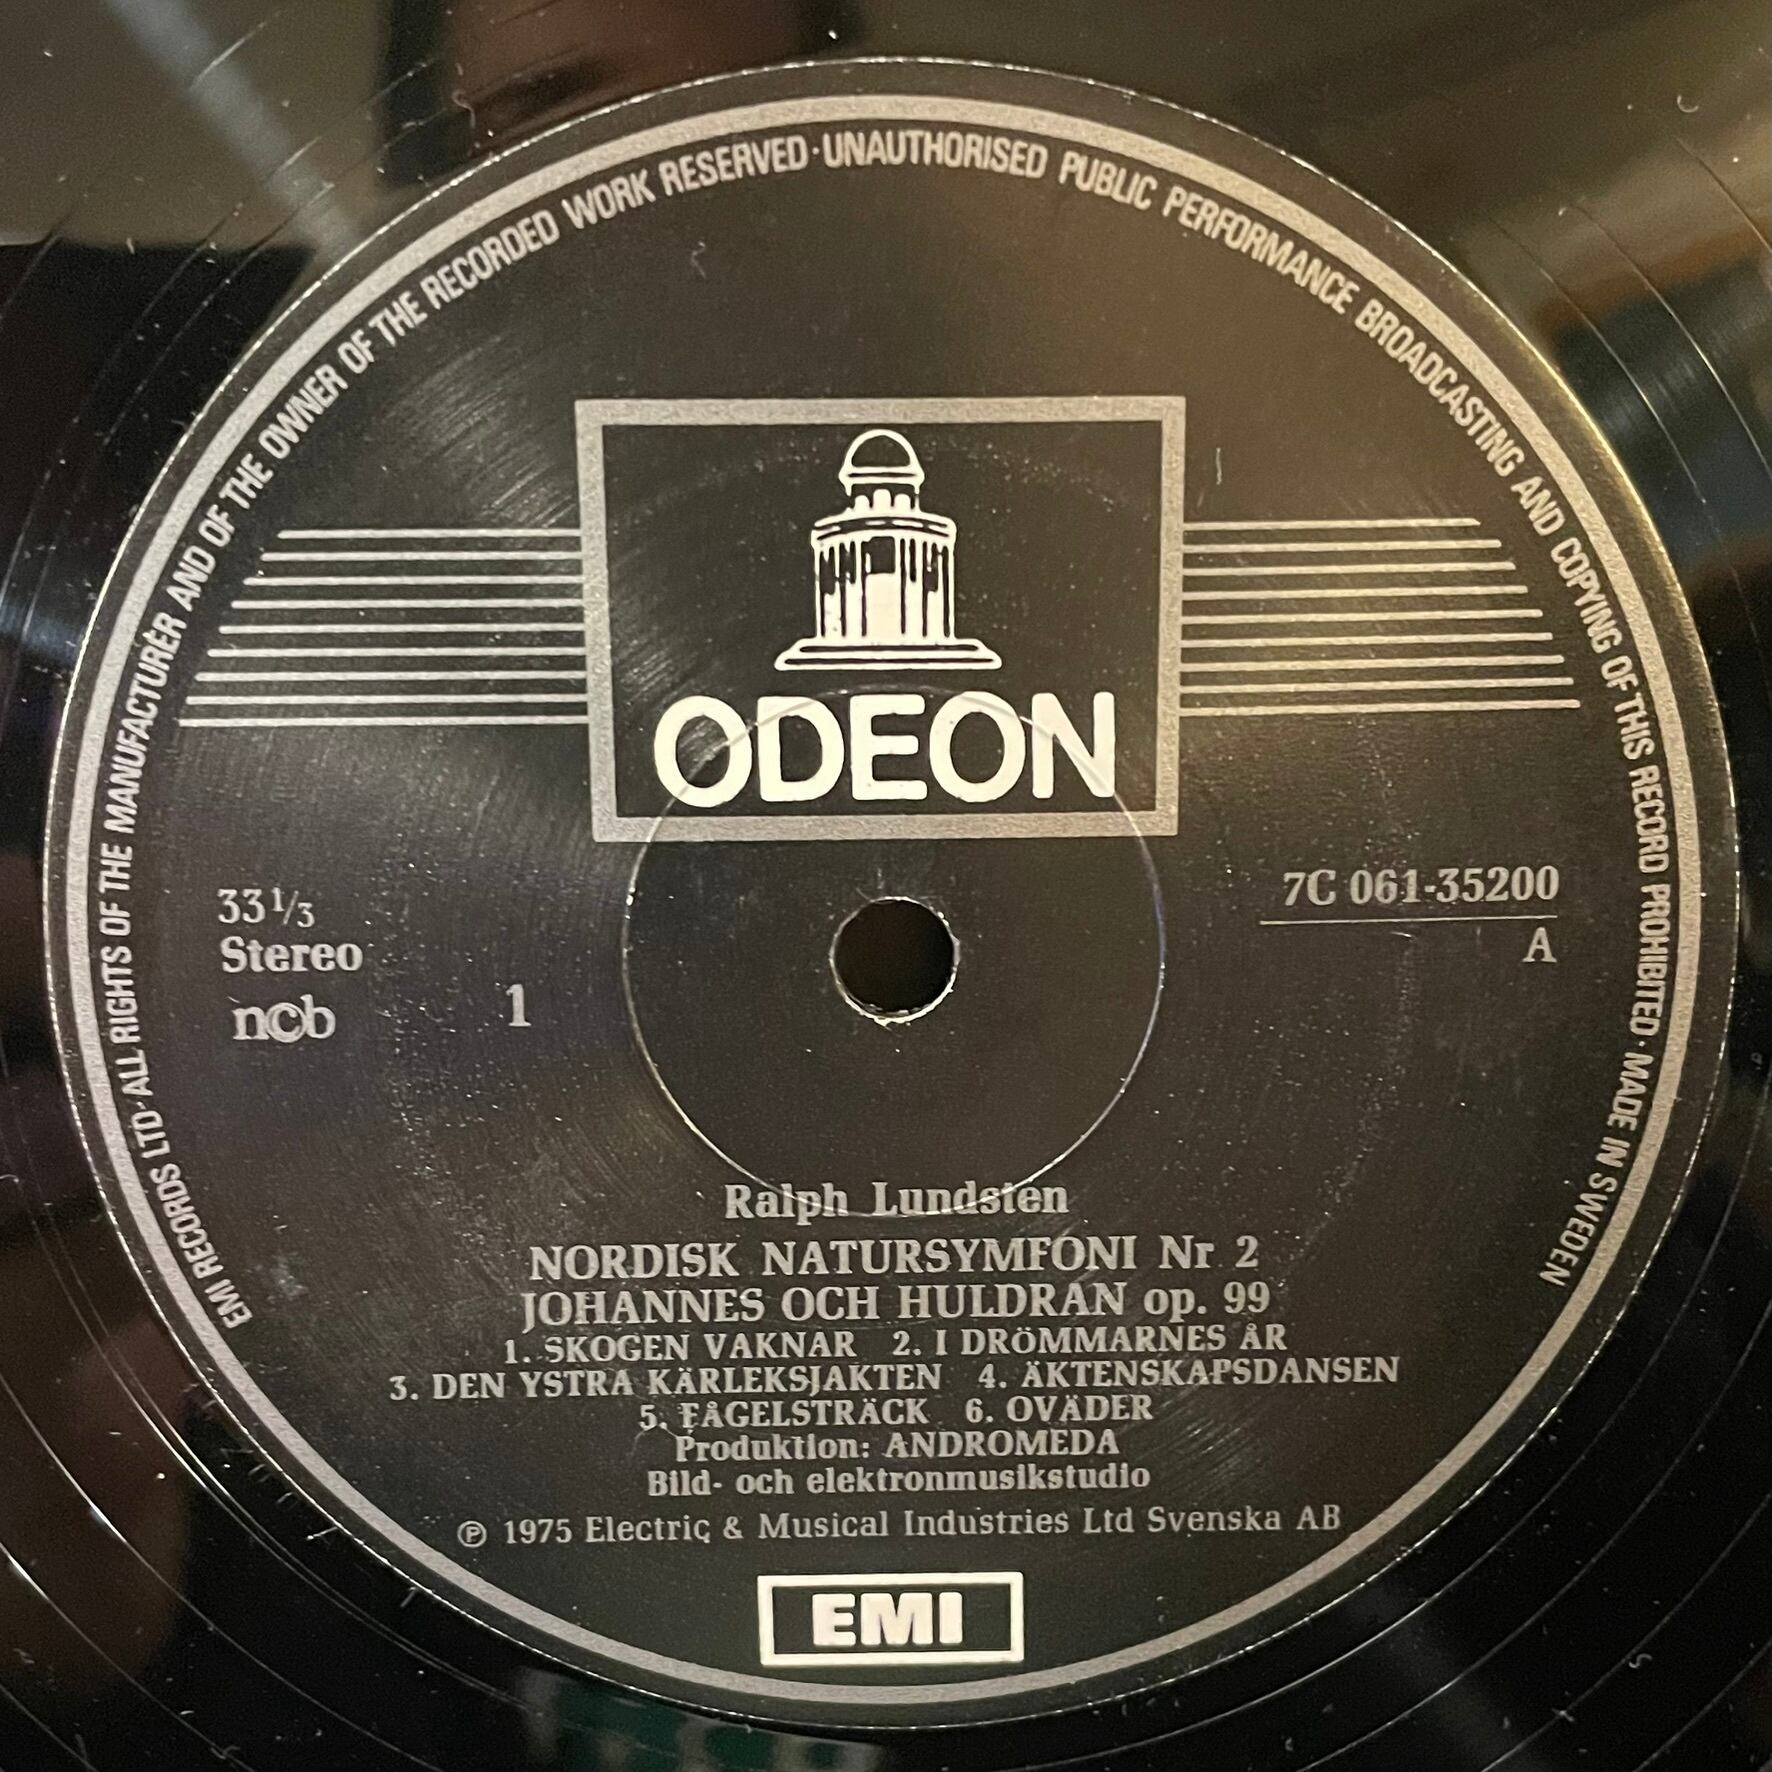 EMI RECORDS LTD·ALL RIGHTS OF THE MANUFACTURER AND OF THE OWNER OF THE RECORDED WORK RESERVED·UNAUTHORISED PUBLIC PERFORMANCE BROADCASTING AND COPYING OF THIS RECORD PROHIBITED·MADE IN SWEDEN
ODEON
33 1/3
Stereo
ncb
1
7C 061-35200
A
Ralph Lundsten
NORDISK NATURSYMFONI Nr 2
JOHANNES OCH HULDRAN op. 99
1. SKOGEN VAKNAR 2. I DRÖMMARNES ÅR
3. DEN YSTRA KÄRLEKSJAKTEN 4. ÄKTENSKAPSDANSEN
5. FÅGELSTRÄCK 6. OVÄDER
Produktion: ANDROMEDA
Bild- och elektronmusikstudio
℗ 1975 Electric & Musical Industries Ltd Svenska AB
EMI